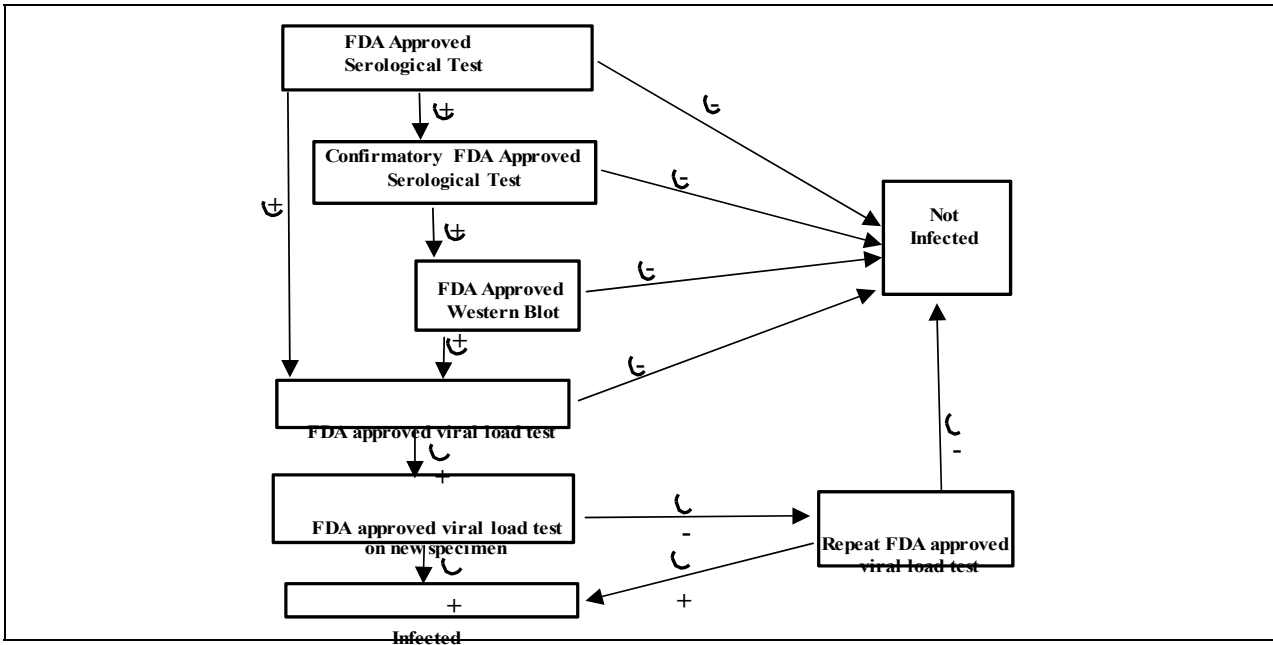 FDA Approved
Serological Test
-
+
Confirmatory FDA Approved
Serological Test
-
+
+
Not
Infected
-
FDA Approved
Western Blot
+
-
FDA approved viral load test
-
+
FDA approved viral load test
on new specimen
-
Repeat FDA approved
viral load test
+
+
Infected